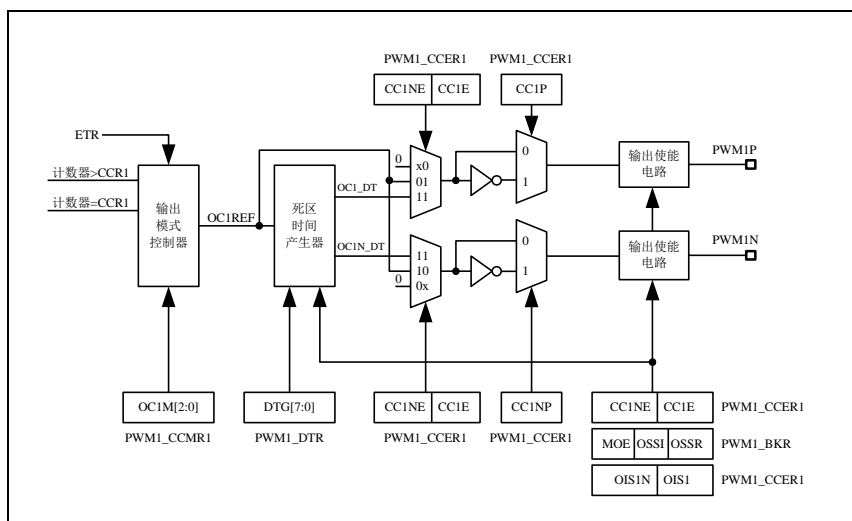 PWM1_CCER1 PWM1_CCER1
CC1NE CC1E CC1P
ETR
计数器>CCR1
计数器=CCR1
输出
模式
控制器
OC1REF
死区
时间
产生器
OC1_DT
OC1N_DT
0
x0
01
11
0
1
输出使能
电路
PWM1P
11
10
0x
0
0
1
输出使能
电路
PWM1N
OC1M[2:0] DTG[7:0] CC1NE CC1E CC1NP CC1NE CC1E PWM1_CCER1
PWM1_CCMR1 PWM1_DTR PWM1_CCER1 PWM1_CCER1
MOE OSSI OSSR PWM1_BKR
OIS1N OIS1 PWM1_CCER1